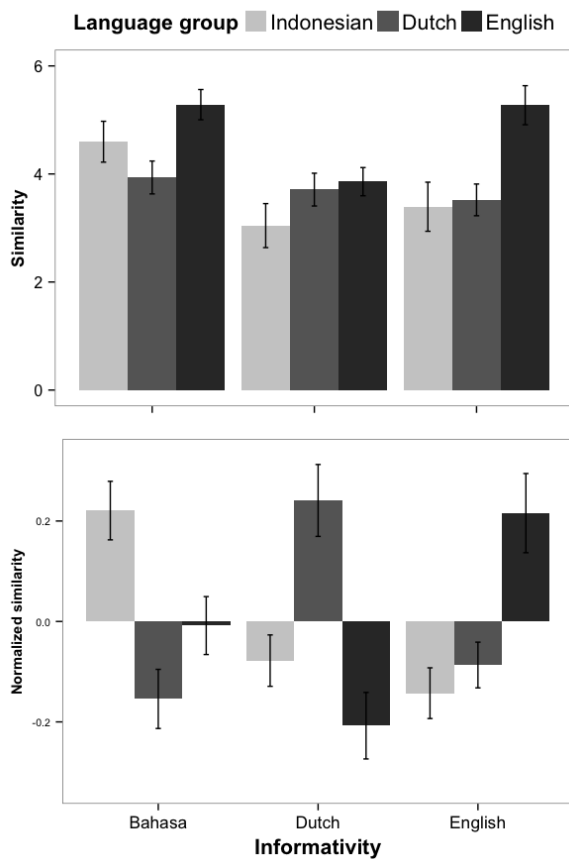 Language group Indonesian Dutch English
6
4
2
0
Similarity
0.2
0.0
-0.2
Normalized similarity
Bahasa Dutch English
Informativity